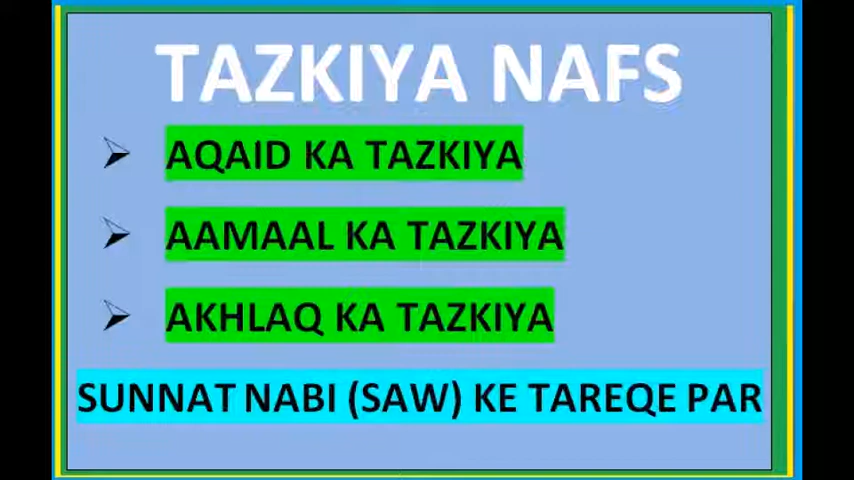 TAZKIYA NAFS
AQAID KA TAZKIYA
AAMAAL KA TAZKIYA
AKHLAQ KA TAZKIYA
SUNNAT NABI (SAW) KE TAREQE PAR